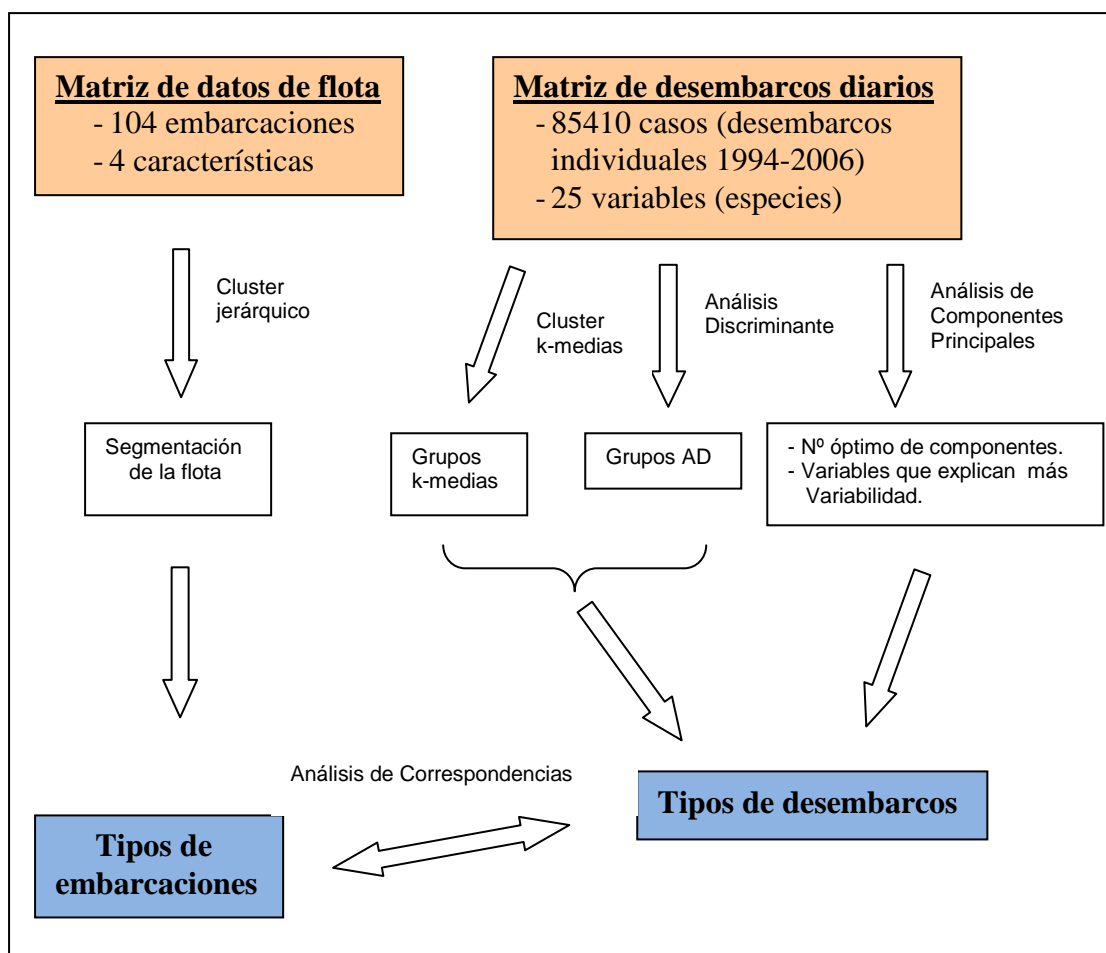 Matriz de datos de flota
- 104 embarcaciones
- 4 características
Matriz de desembarcos diarios
- 85410 casos (desembarcos
individuales 1994-2006)
- 25 variables (especies)
Cluster
jerárquico
Cluster
k-medias
Análisis
Discriminante
Análisis de
Componentes
Principales
Segmentación
de la flota
Grupos
k-medias
Grupos AD
- Nº óptimo de componentes.
- Variables que explican más
Variabilidad.
Análisis de Correspondencias
Tipos de
embarcaciones
Tipos de desembarcos